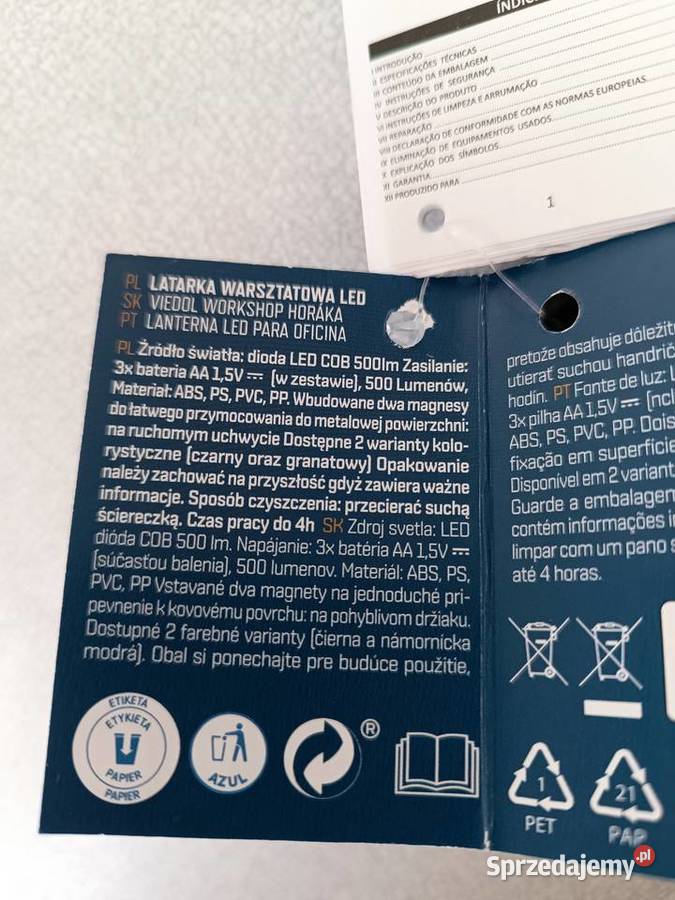 ÍNDIC
I INTRODUÇÃO
II ESPECIFICAÇÕES TÉCNICAS
III CONTEÚDO DA EMBALAGEM
IV INSTRUÇÕES DE SEGURANÇA
V DESCRIÇÃO DO PRODUTO
VI INSTRUÇÕES DE LIMPEZA E ARRUMAÇÃO
VII REPARAÇÃO
VIII DECLARAÇÃO DE CONFORMIDADE COM AS NORMAS EUROPEIAS.
IX ELIMINAÇÃO DE EQUIPAMENTOS USADOS
X EXPLICAÇÃO DOS SÍMBOLOS
XI GARANTIA
XII PRODUZIDO PARA
1
PL LATARKA WARSZTATOWA LED
SK VIEDOL WORKSHOP HORÁKA
PT LANTERNA LED PARA OFICINA
PL Źródło światła: dioda LED COB 500lm Zasilanie:
3x bateria AA 1,5V ⎓ (w zestawie), 500 Lumenów,
Materiał: ABS, PS, PVC, PP. Wbudowane dwa magnesy
do łatwego przymocowania do metalowej powierzchni:
na ruchomym uchwycie Dostępne 2 warianty kolo-
rystyczne (czarny oraz granatowy) Opakowanie
należy zachować na przyszłość gdyż zawiera ważne
informacje. Sposób czyszczenia: przecierać suchą
ściereczką. Czas pracy do 4h SK Zdroj svetla: LED
dióda COB 500 lm. Napájanie: 3x batéria AA 1,5V ⎓
(súčasťou balenia), 500 lumenov. Materiál: ABS, PS,
PVC, PP Vstavané dva magnety na jednoduché pri-
pevnenie k kovovému povrchu: na pohyblivom držiaku.
Dostupné 2 farebné varianty (čierna a námornícka
modrá). Obal si ponechajte pre budúce použitie,
pretože obsahuje dôležit
utierať suchou handrič
hodín. PT Fonte de luz: L
3x pilha AA 1,5V ⎓ (incl
ABS, PS, PVC, PP. Dois
fixação em superfície
Disponível em 2 variant
Guarde a embalagen
contém informações i
limpar com um pano s
até 4 horas.
ETIKETA
ETYKIETA
PAPIER
PAPIER
AZUL
®
1
PET
21
PAP
Sprzedajemy.pl